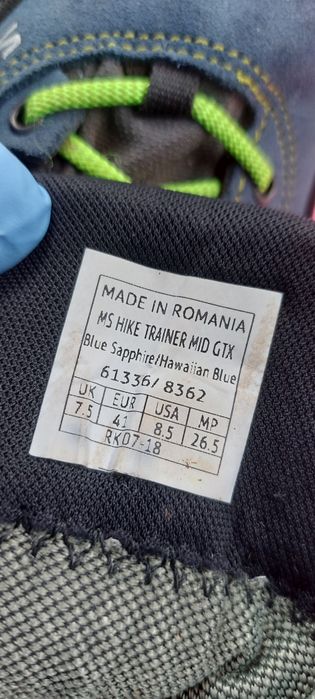 MADE IN ROMANIA
MS HIKE TRAINER MID GTX
Blue Sapphire/Hawaiian Blue
61336/ 8362
UK EUR USA MP
7.5 41 8.5 26.5
RK07-18